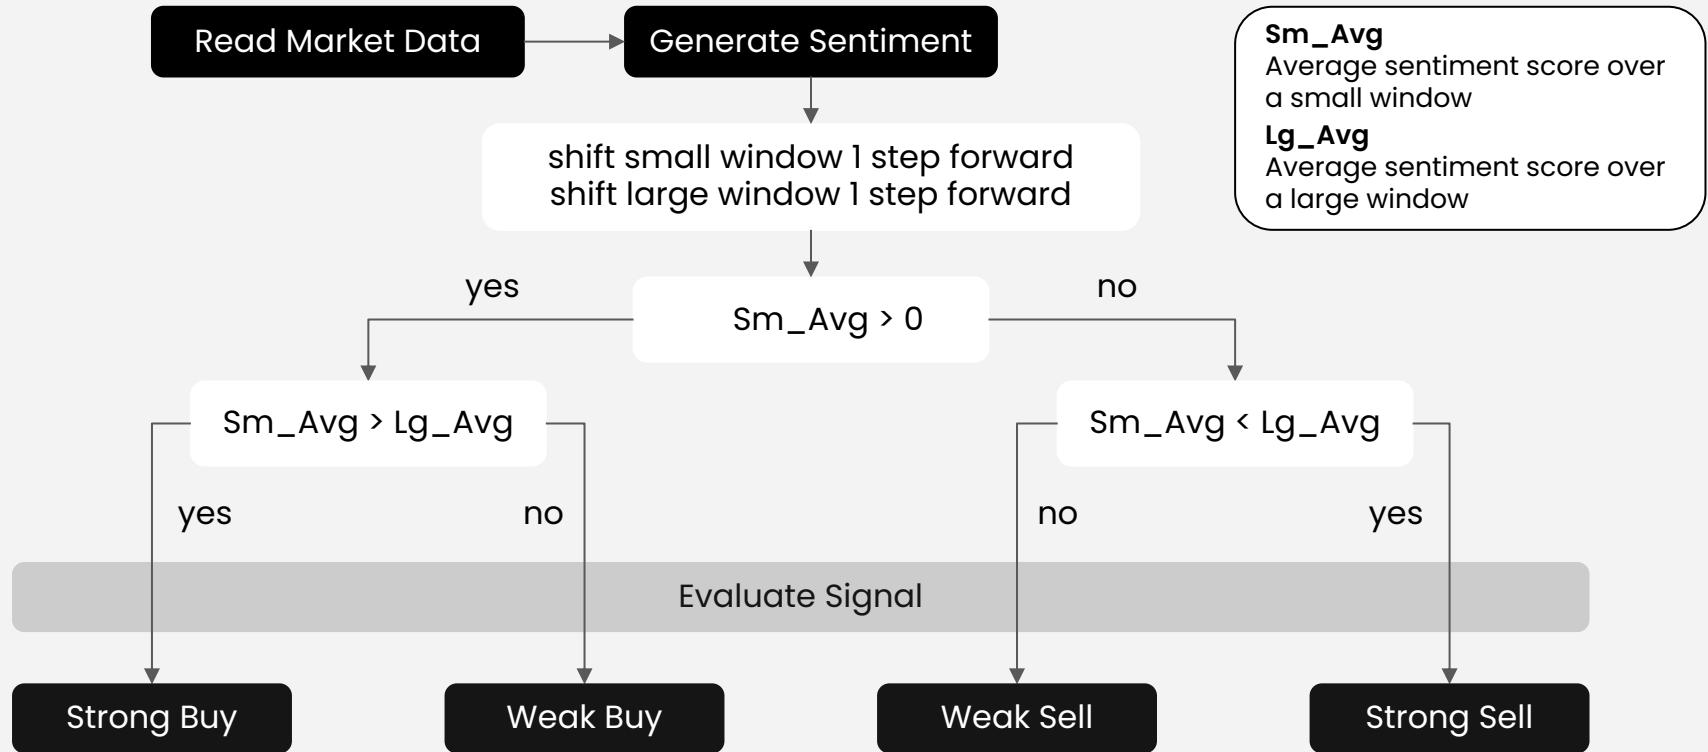 Read Market Data
Generate Sentiment
Sm_Avg
Average sentiment score over
a small window
Lg_Avg
Average sentiment score over
a large window
shift small window 1 step forward
shift large window 1 step forward
yes
no
Sm_Avg > 0
Sm_Avg > Lg_Avg
Sm_Avg < Lg_Avg
yes
no
no
yes
Evaluate Signal
Strong Buy
Weak Buy
Weak Sell
Strong Sell